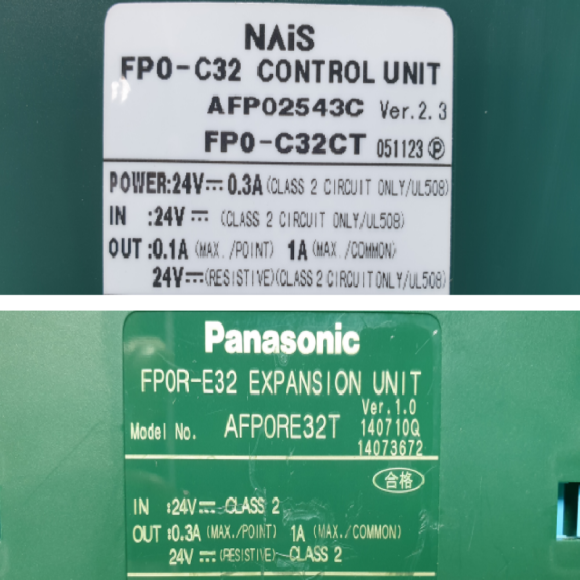 NAiS
FP0-C32 CONTROL UNIT
AFP02543C Ver.2.3
FP0-C32CT 051123 Ⓟ
POWER:24V⎓0.3A(CLASS 2 CIRCUIT ONLY/UL508)
IN :24V⎓ (CLASS 2 CIRCUIT ONLY/UL508)
OUT :0.1A (MAX./POINT) 1A (MAX./COMMON)
24V⎓(RESISTIVE)(CLASS 2 CIRCUIT ONLY/UL508)
Panasonic
FP0R-E32 EXPANSION UNIT
Ver.1.0
Model No. AFP0RE32T 140710Q
14073672
合格
IN :24V⎓ CLASS 2
OUT :0.3A (MAX./POINT) 1A (MAX./COMMON)
24V⎓ (RESISTIVE) CLASS 2